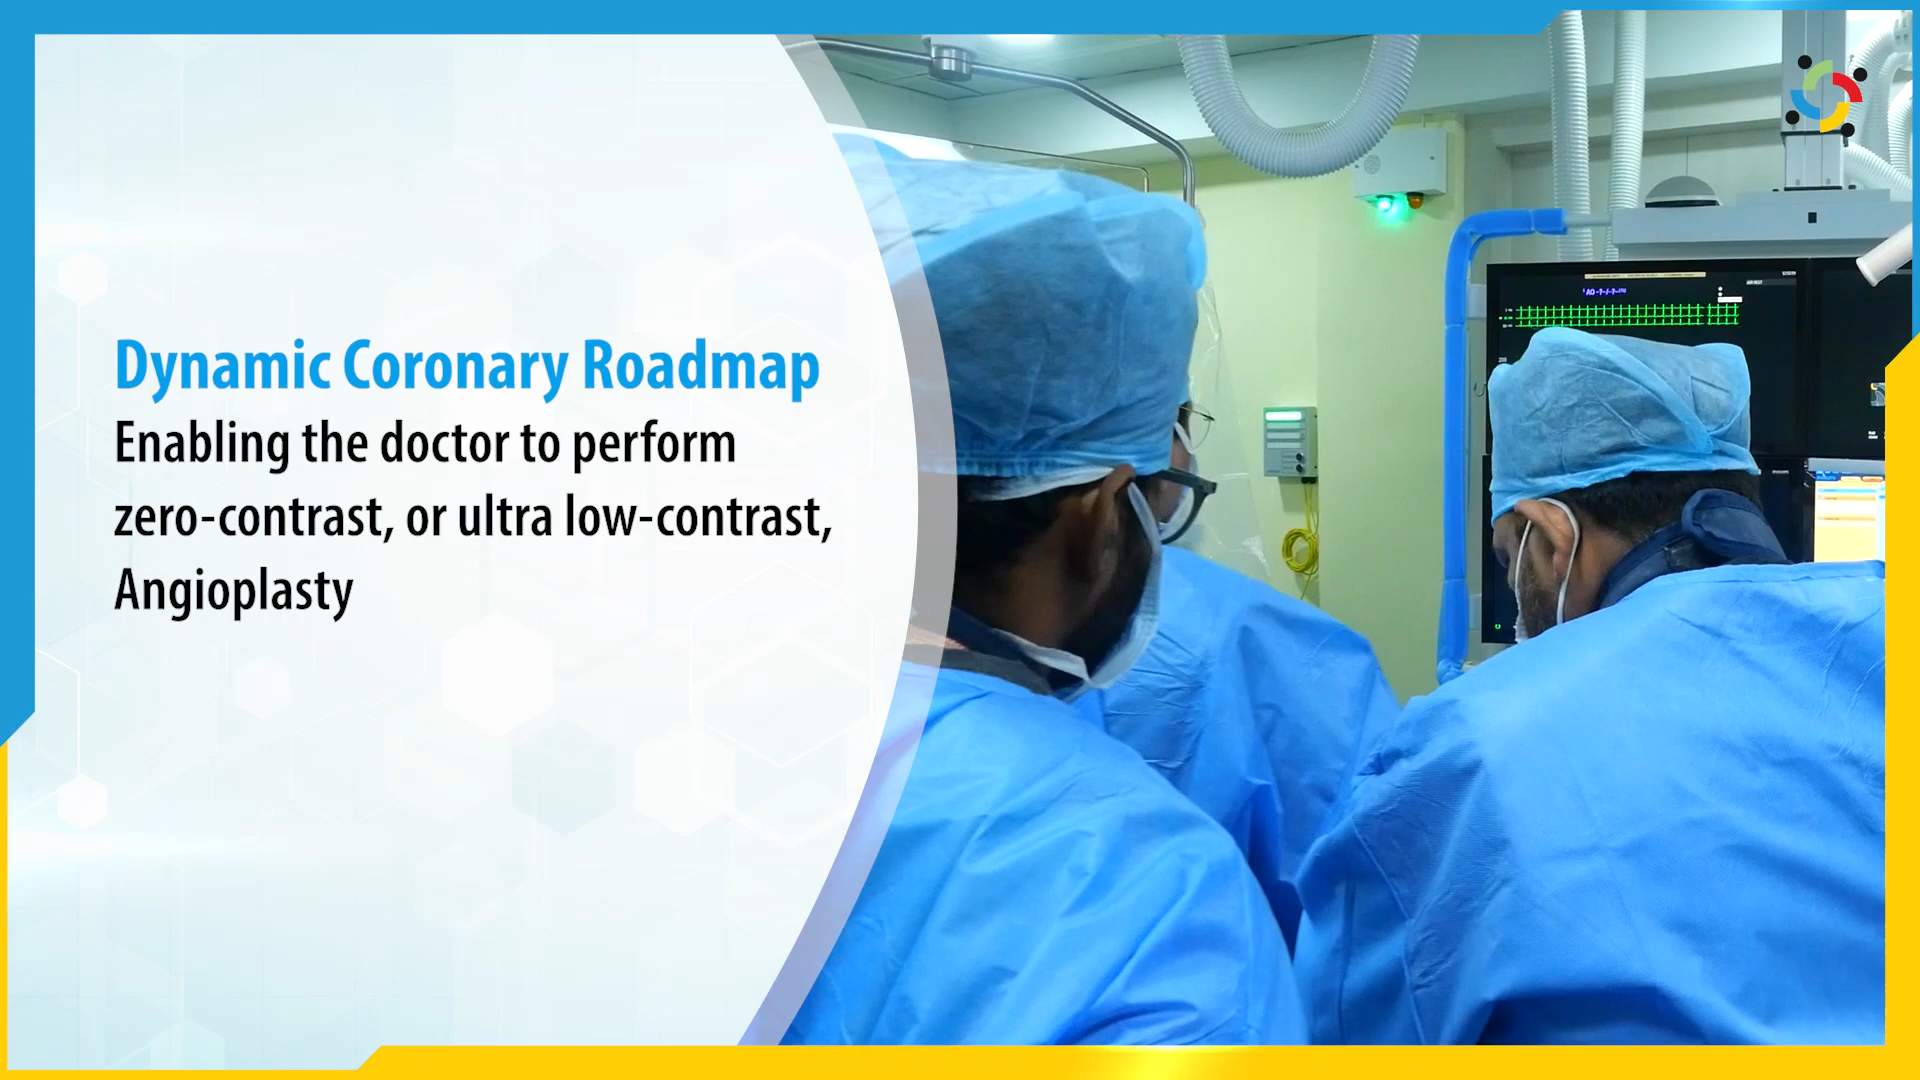 Dynamic Coronary Roadmap
Enabling the doctor to perform
zero-contrast, or ultra low-contrast,
Angioplasty